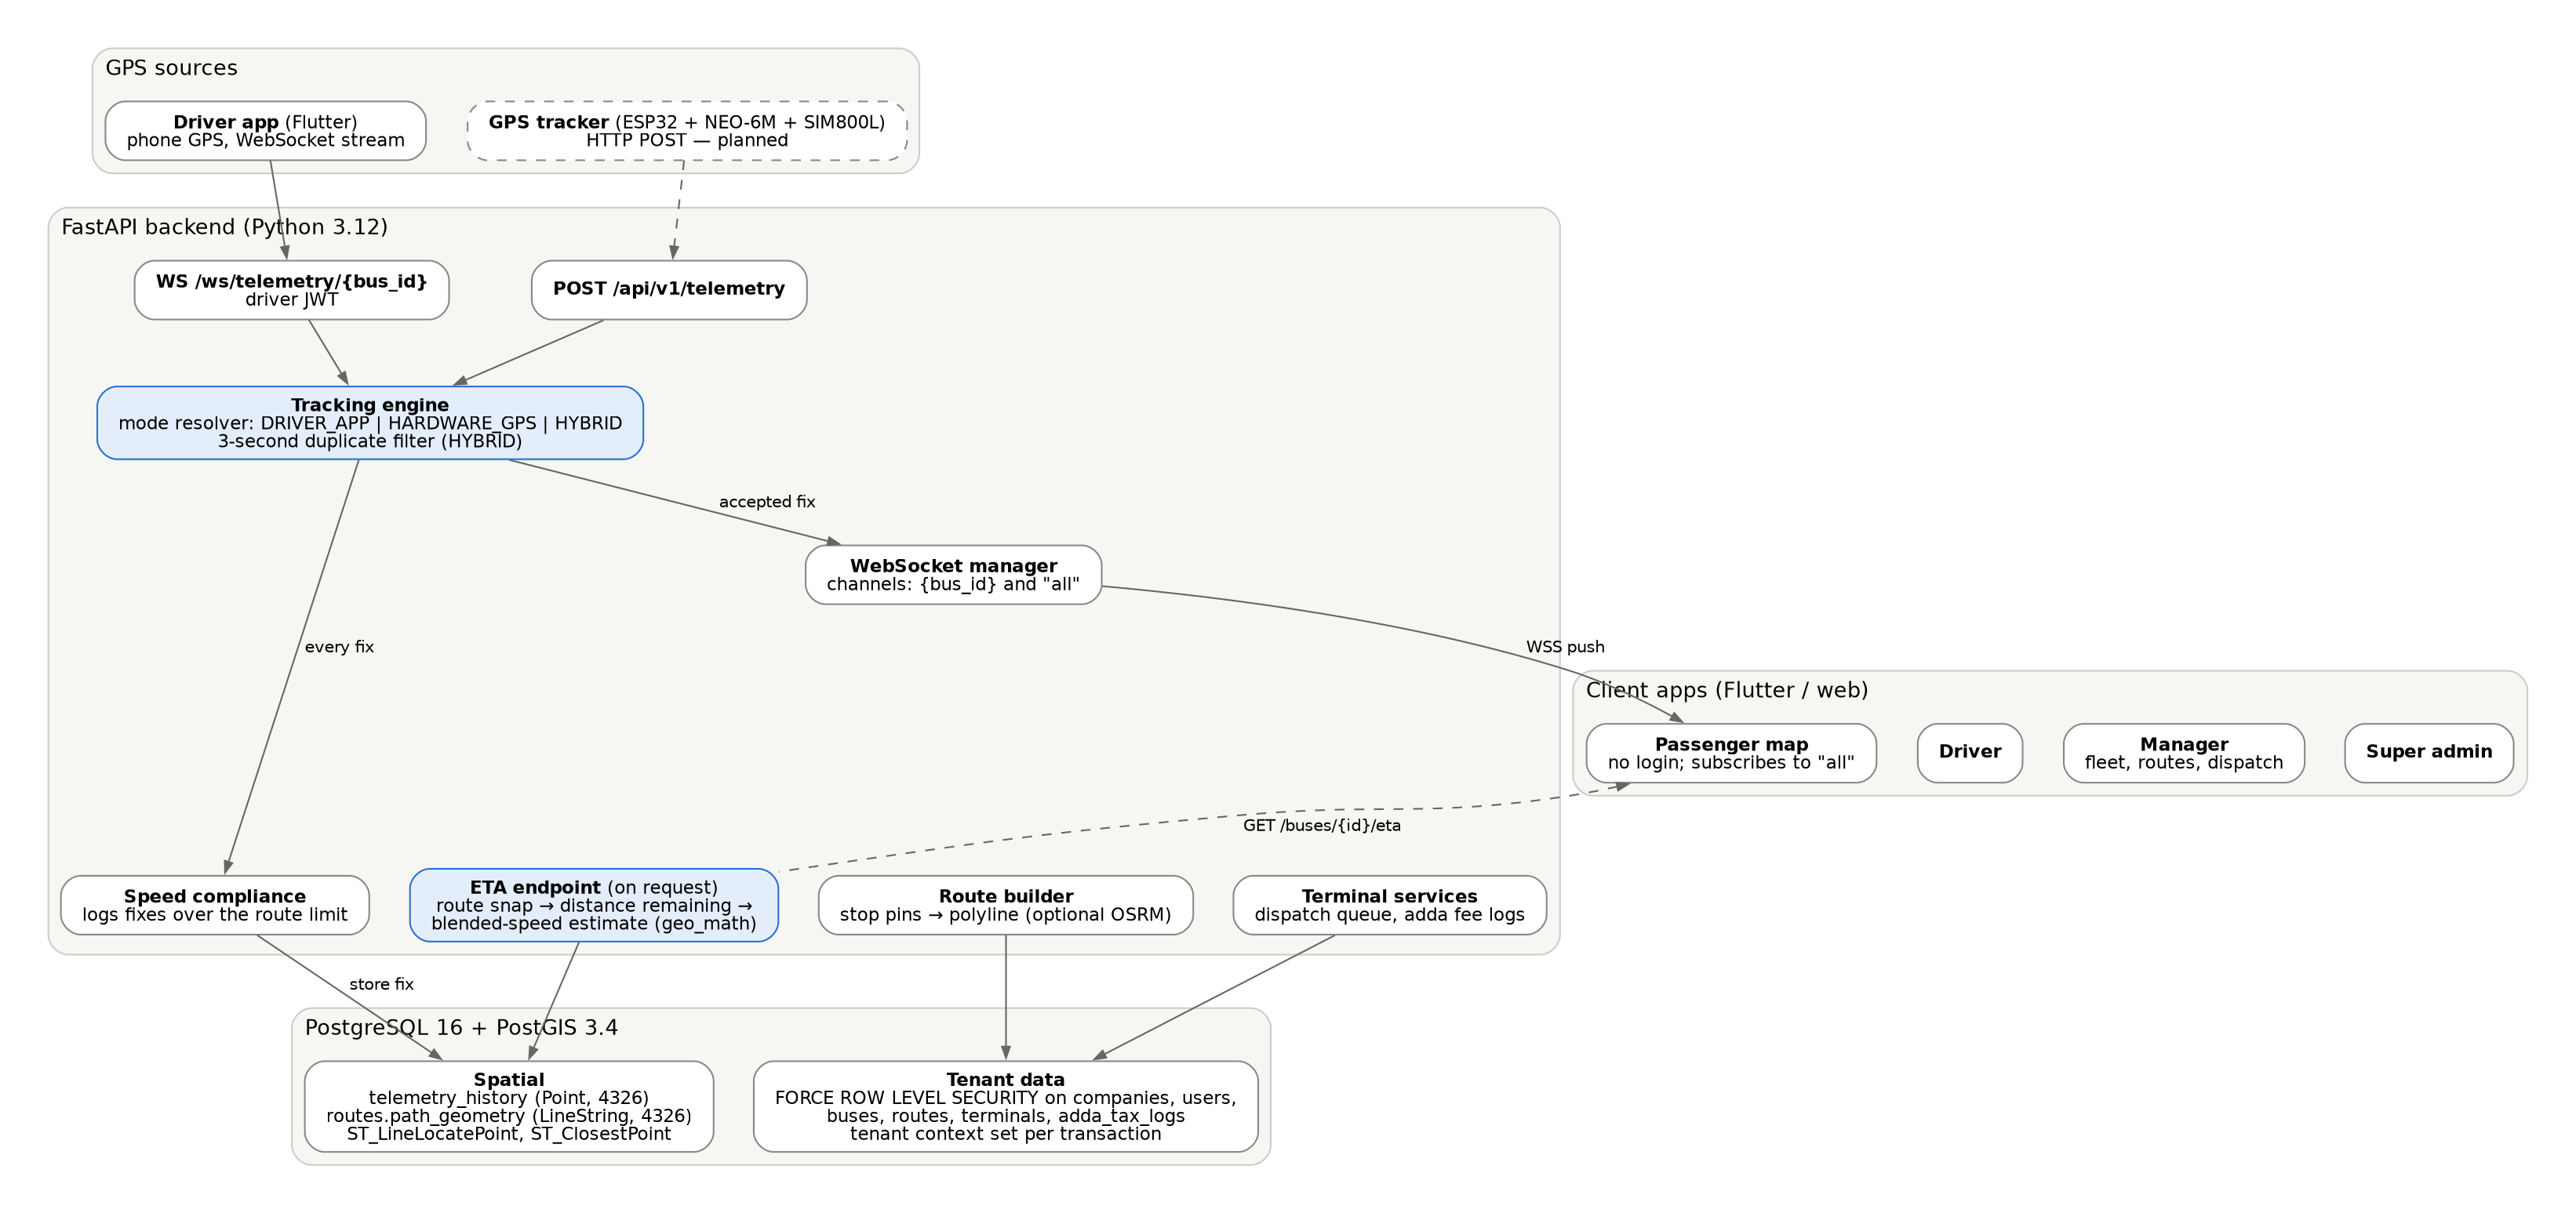 GPS sources
Driver app (Flutter)
phone GPS, WebSocket stream
GPS tracker (ESP32 + NEO-6M + SIM800L)
HTTP POST — planned
FastAPI backend (Python 3.12)
WS /ws/telemetry/{bus_id}
driver JWT
POST /api/v1/telemetry
Tracking engine
mode resolver: DRIVER_APP | HARDWARE_GPS | HYBRID
3-second duplicate filter (HYBRID)
accepted fix
WebSocket manager
channels: {bus_id} and "all"
every fix
WSS push
Client apps (Flutter / web)
Passenger map
no login; subscribes to "all"
Driver
Manager
fleet, routes, dispatch
Super admin
GET /buses/{id}/eta
Speed compliance
logs fixes over the route limit
ETA endpoint (on request)
route snap → distance remaining →
blended-speed estimate (geo_math)
Route builder
stop pins → polyline (optional OSRM)
Terminal services
dispatch queue, adda fee logs
store fix
PostgreSQL 16 + PostGIS 3.4
Spatial
telemetry_history (Point, 4326)
routes.path_geometry (LineString, 4326)
ST_LineLocatePoint, ST_ClosestPoint
Tenant data
FORCE ROW LEVEL SECURITY on companies, users,
buses, routes, terminals, adda_tax_logs
tenant context set per transaction